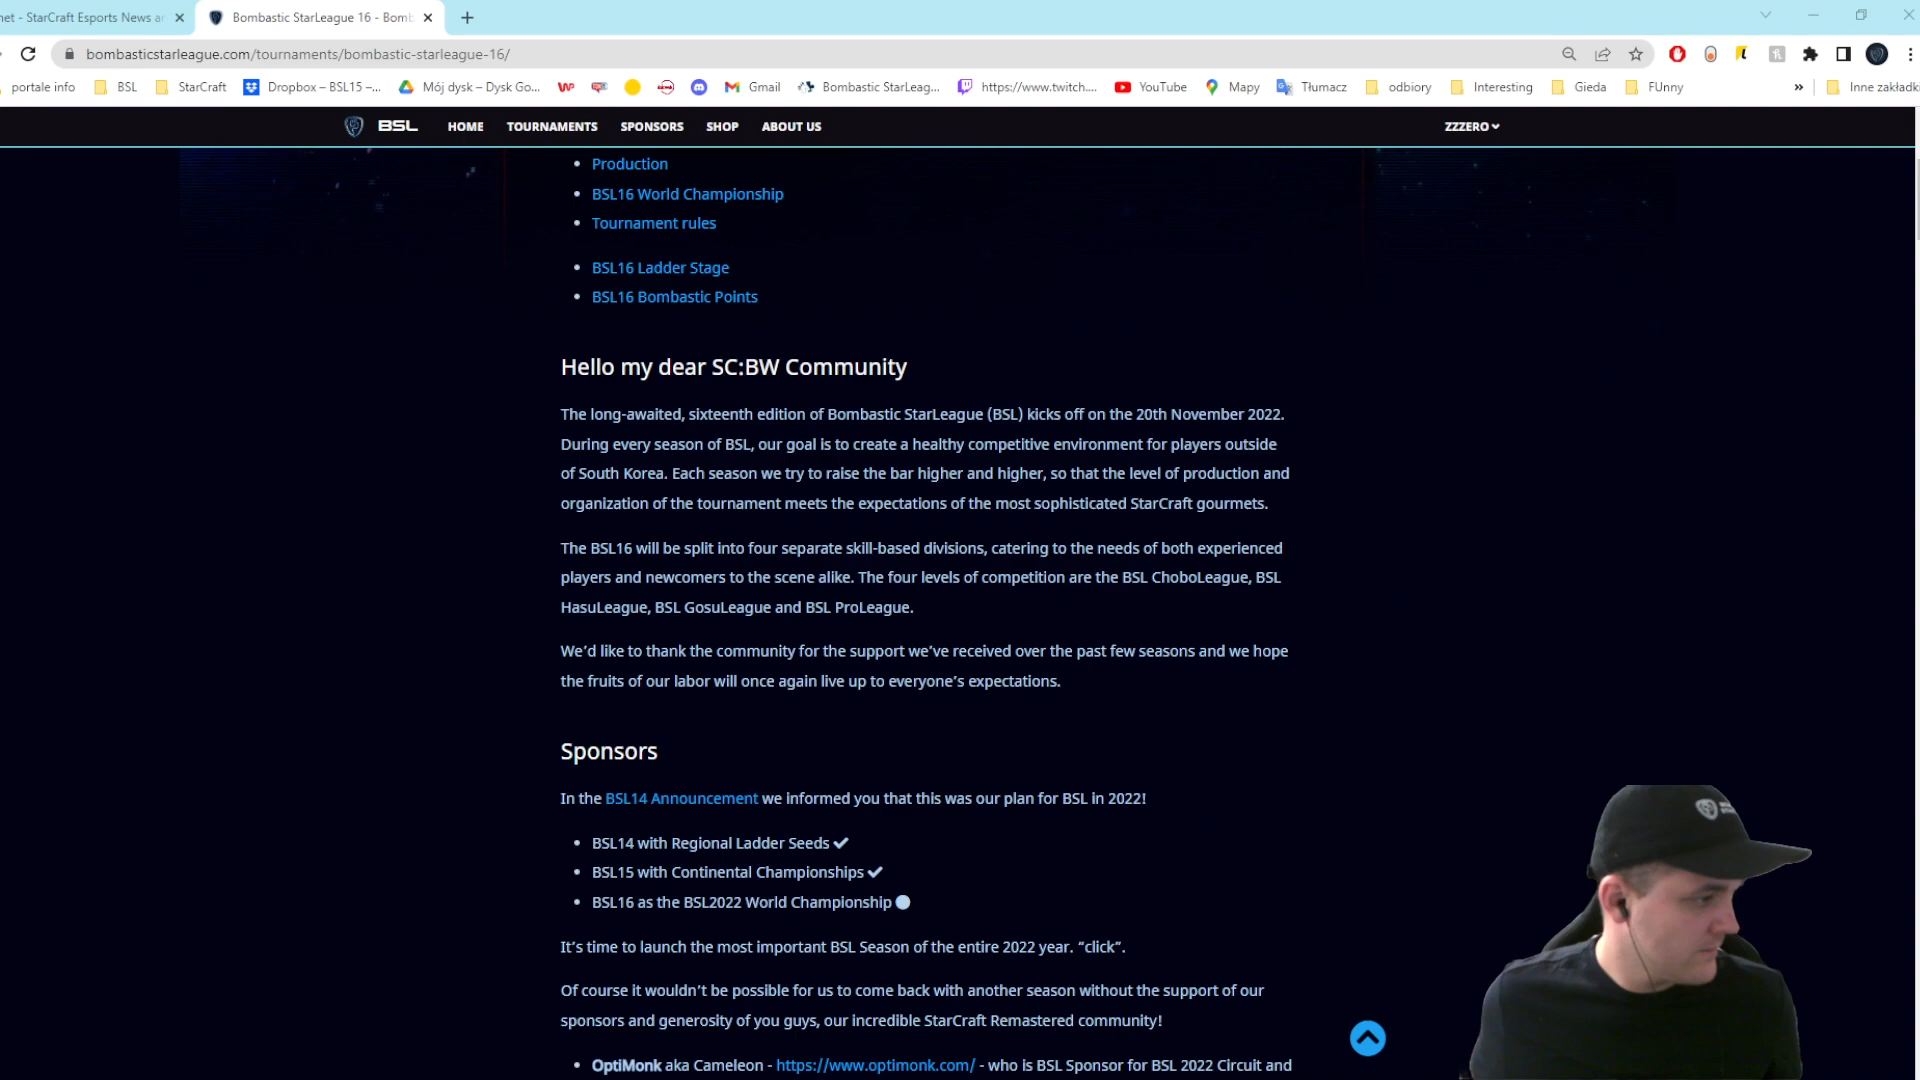 net - StarCraft Esports News a
Bombastic StarLeague 16 - Bomb
bombasticstarleague.com/tournaments/bombastic-starleague-16/
portale info
BSL
StarCraft
Dropbox – BSL15 –...
Mój dysk – Dysk Go...
Gmail
Bombastic StarLeag...
https://www.twitch....
YouTube
Mapy
Tłumacz
odbiory
Interesting
Gieda
FUnny
»
Inne zakładki
BSL
HOME
TOURNAMENTS
SPONSORS
SHOP
ABOUT US
ZZZERO
• Production
• BSL16 World Championship
• Tournament rules
• BSL16 Ladder Stage
• BSL16 Bombastic Points
Hello my dear SC:BW Community
The long-awaited, sixteenth edition of Bombastic StarLeague (BSL) kicks off on the 20th November 2022.
During every season of BSL, our goal is to create a healthy competitive environment for players outside
of South Korea. Each season we try to raise the bar higher and higher, so that the level of production and
organization of the tournament meets the expectations of the most sophisticated StarCraft gourmets.
The BSL16 will be split into four separate skill-based divisions, catering to the needs of both experienced
players and newcomers to the scene alike. The four levels of competition are the BSL ChoboLeague, BSL
HasuLeague, BSL GosuLeague and BSL ProLeague.
We’d like to thank the community for the support we’ve received over the past few seasons and we hope
the fruits of our labor will once again live up to everyone’s expectations.
Sponsors
In the BSL14 Announcement we informed you that this was our plan for BSL in 2022!
• BSL14 with Regional Ladder Seeds ✔
• BSL15 with Continental Championships ✔
• BSL16 as the BSL2022 World Championship
It’s time to launch the most important BSL Season of the entire 2022 year. “click”.
Of course it wouldn’t be possible for us to come back with another season without the support of our
sponsors and generosity of you guys, our incredible StarCraft Remastered community!
• OptiMonk aka Cameleon - https://www.optimonk.com/ - who is BSL Sponsor for BSL 2022 Circuit and